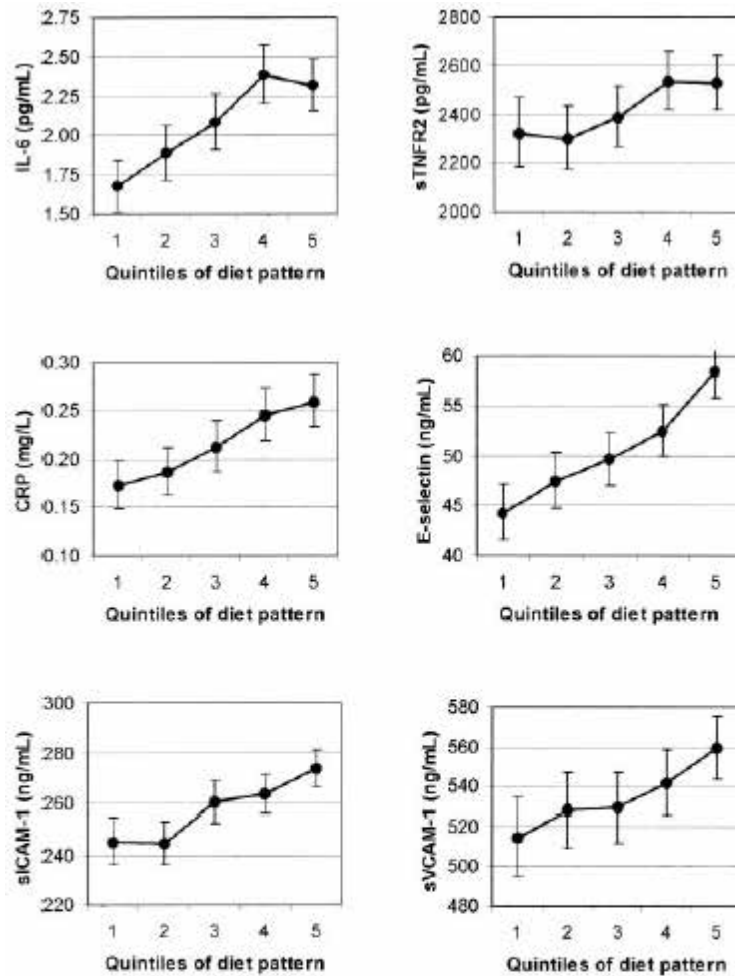 IL-6 (pg/mL)
2.75
2.50
2.25
2.00
1.75
1.50
1 2 3 4 5
Quintiles of diet pattern
sTNFR2 (pg/mL)
2800
2600
2400
2200
2000
1 2 3 4 5
Quintiles of diet pattern
CRP (mg/L)
0.30
0.25
0.20
0.15
0.10
1 2 3 4 5
Quintiles of diet pattern
E-selectin (ng/mL)
60
55
50
45
40
1 2 3 4 5
Quintiles of diet pattern
sICAM-1 (ng/mL)
300
280
260
240
220
1 2 3 4 5
Quintiles of diet pattern
sVCAM-1 (ng/mL)
580
560
540
520
500
480
1 2 3 4 5
Quintiles of diet pattern